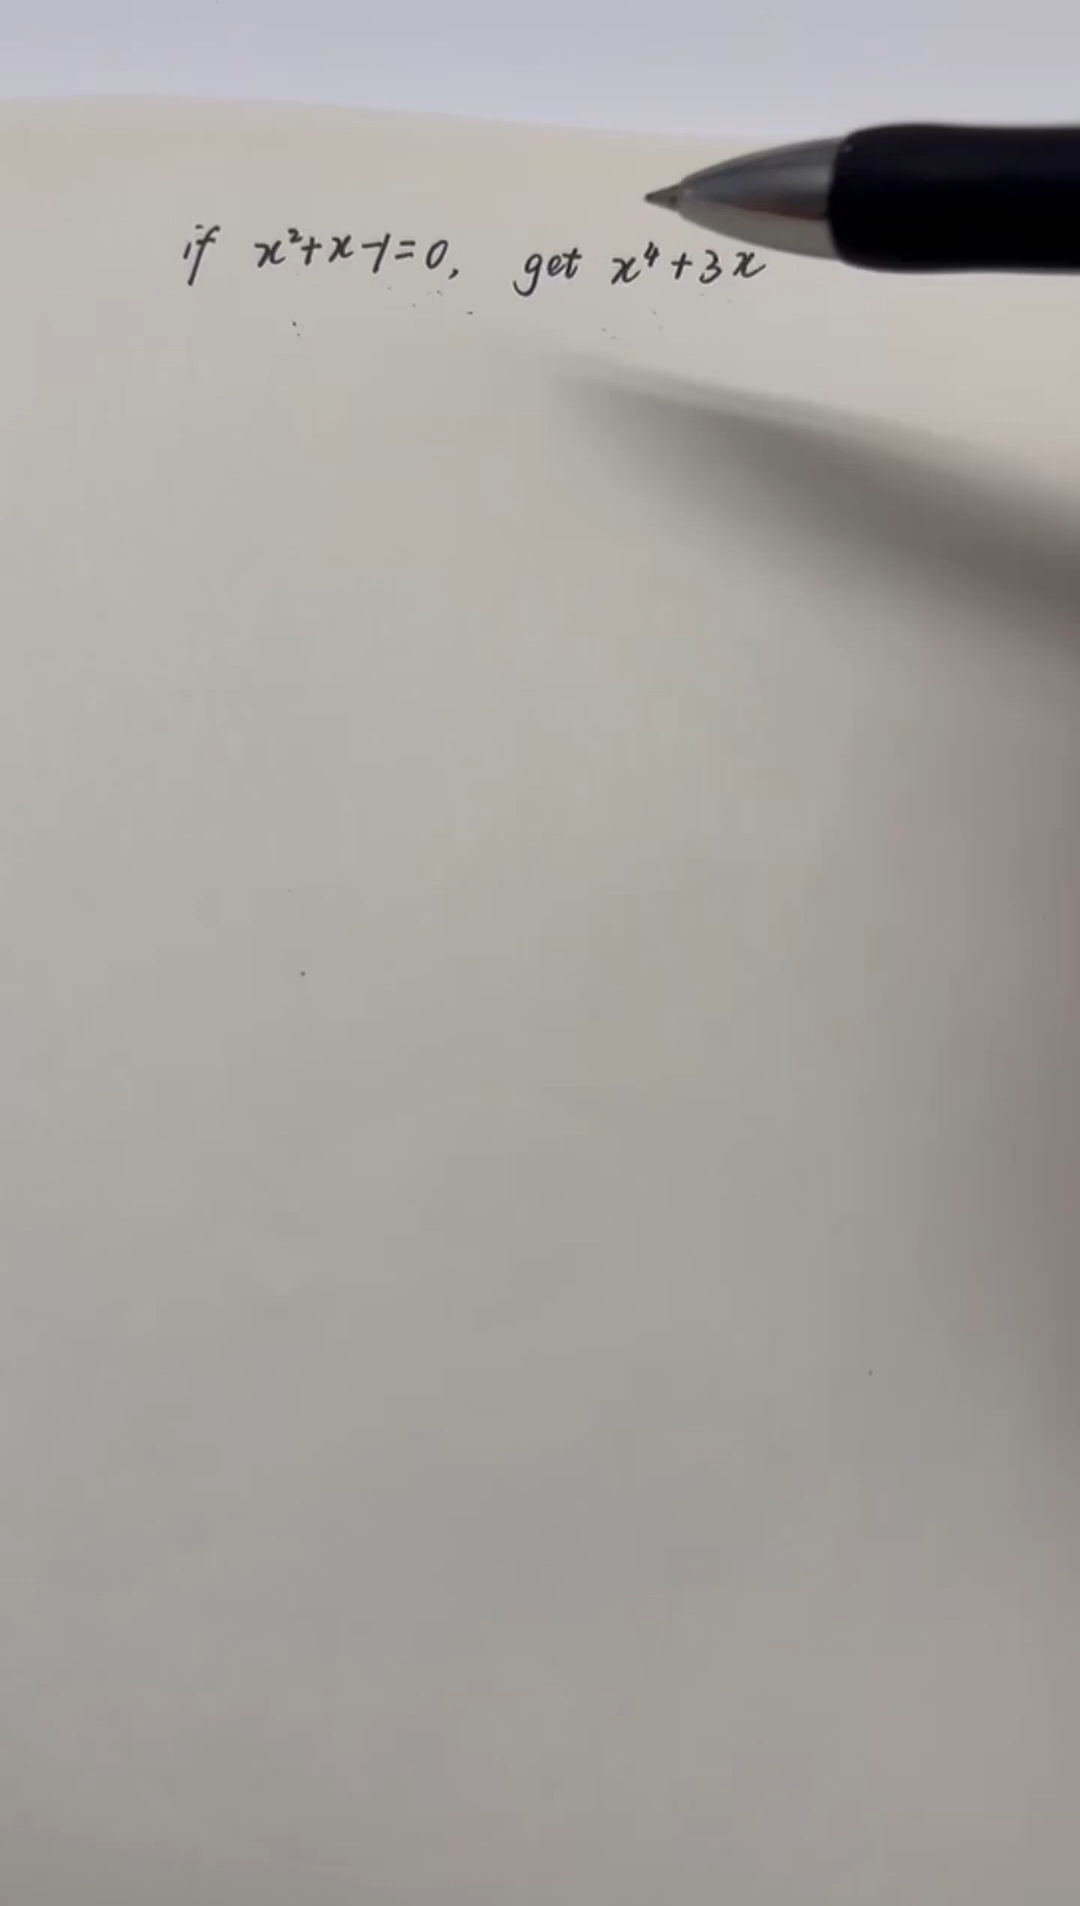 if x²+x-1=0, get x⁴+3x